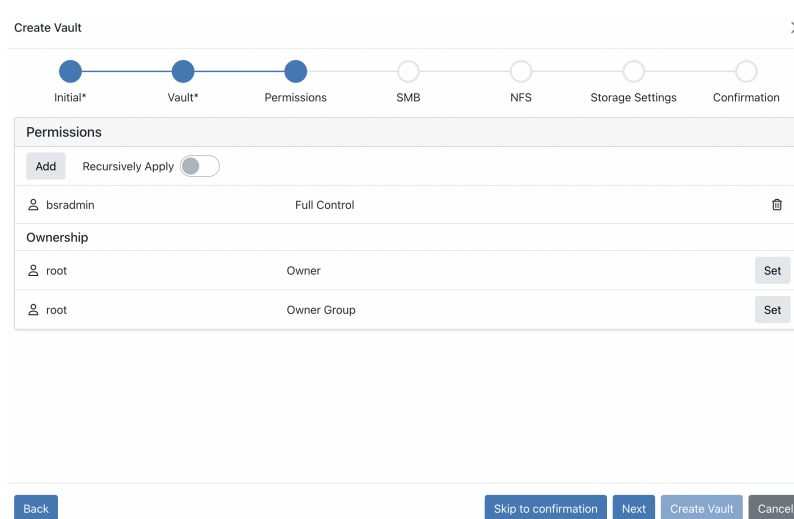 Create Vault
Initial* Vault* Permissions SMB NFS Storage Settings Confirmation
Permissions
Add Recursively Apply
bsradmin Full Control
Ownership
root Owner Set
root Owner Group Set
Back Skip to confirmation Next Create Vault Cancel